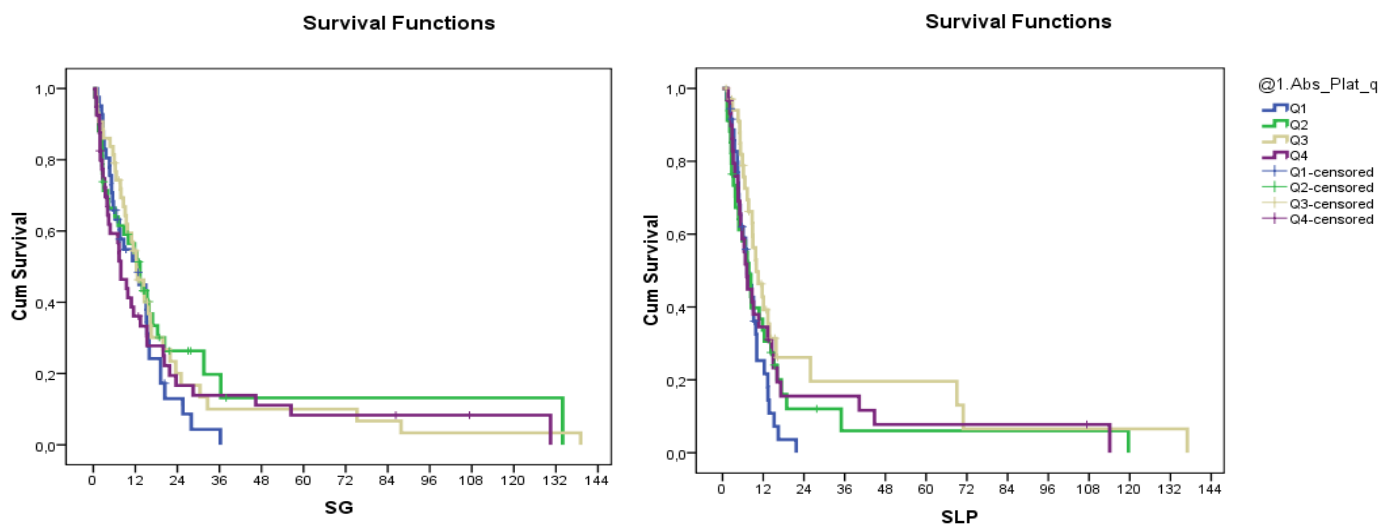 Survival Functions
Cum Survival
1,0
0,8
0,6
0,4
0,2
0,0
0 12 24 36 48 60 72 84 96 108 120 132 144
SG
Survival Functions
Cum Survival
1,0
0,8
0,6
0,4
0,2
0,0
0 12 24 36 48 60 72 84 96 108 120 132 144
SLP
@1.Abs_Plat_q
Q1
Q2
Q3
Q4
Q1-censored
Q2-censored
Q3-censored
Q4-censored